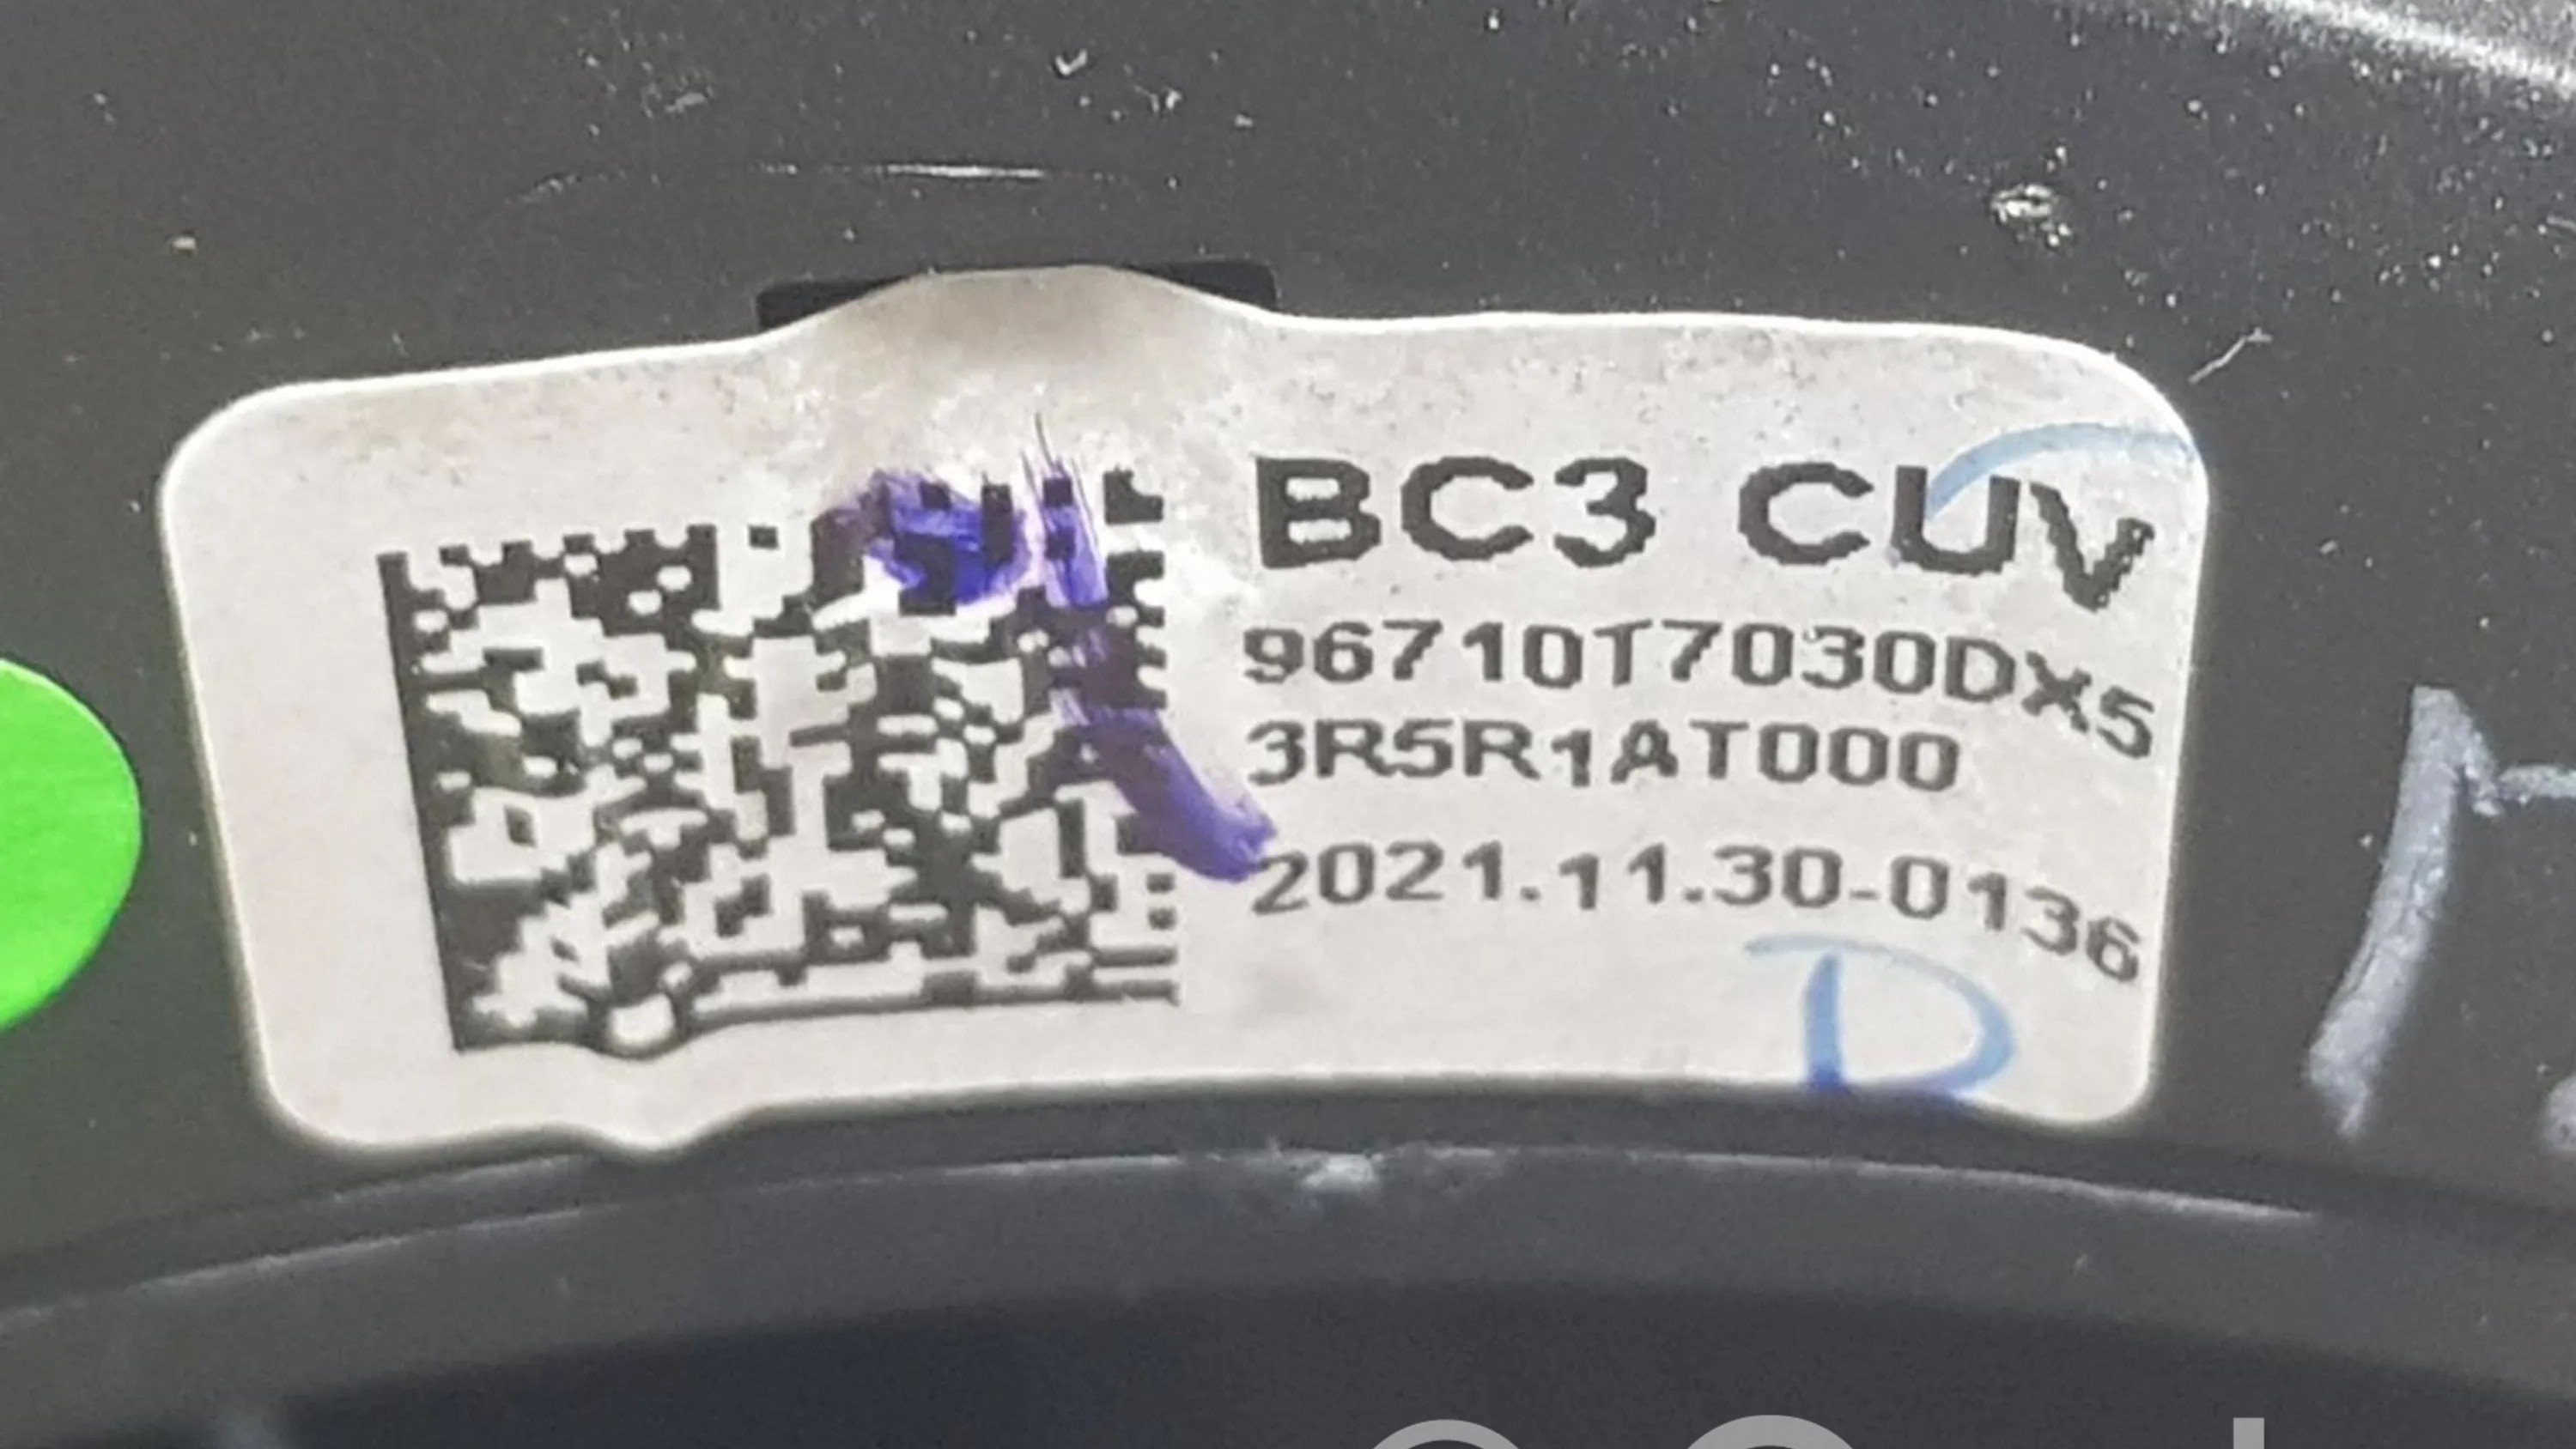 BC3 CUV
96710T7030DX5
3R5R1AT000
2021.11.30-0136
D